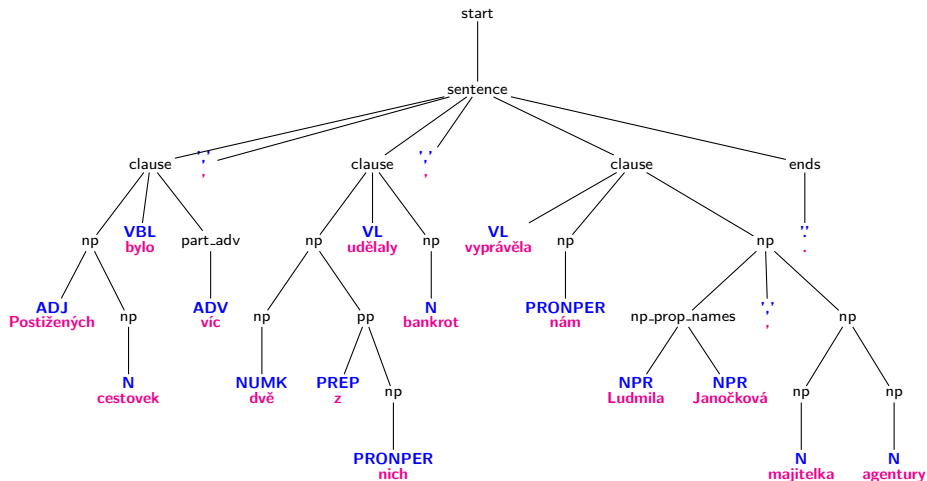 start
sentence
clause ',' clause ',' clause ends
, ,
np VBL part_adv np VL np VL np np '.'
bylo udělaly vyprávěla .
ADJ np ADV np pp N PRONPER np_prop_names ',' np
Postižených víc bankrot nám ,
N NUMK PREP np NPR NPR np np
cestovek dvě z Ludmila Janočková
PRONPER N N
nich majitelka agentury